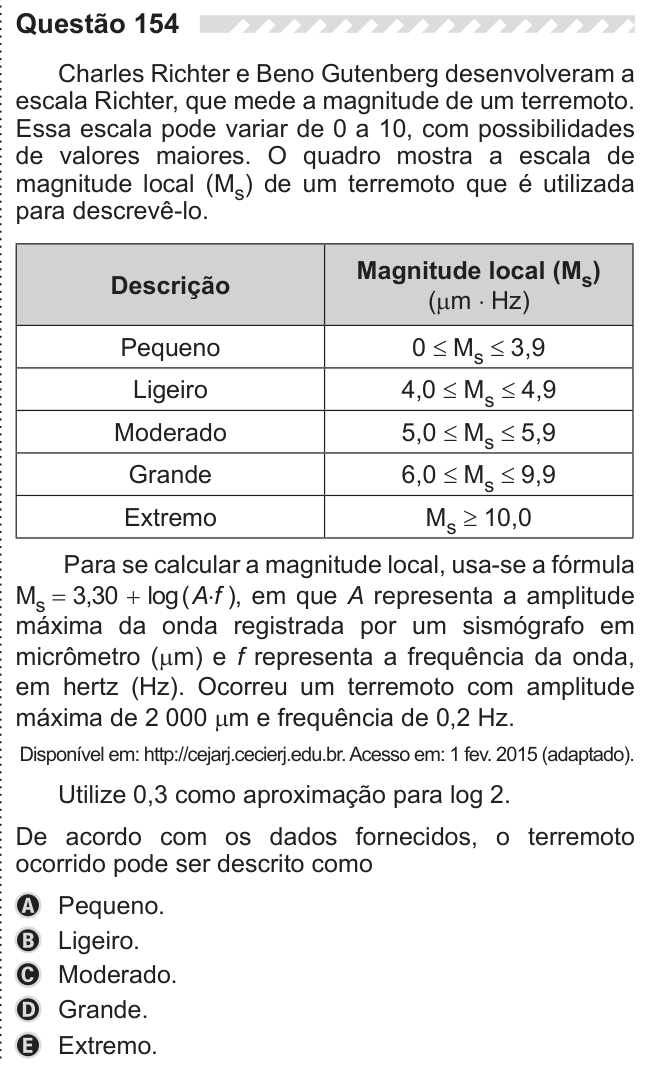 Questão 154
Charles Richter e Beno Gutenberg desenvolveram a
escala Richter, que mede a magnitude de um terremoto.
Essa escala pode variar de 0 a 10, com possibilidades
de valores maiores. O quadro mostra a escala de
magnitude local (Ms) de um terremoto que é utilizada
para descrevê-lo.
Descrição
Magnitude local (Ms)
(μm · Hz)
Pequeno
0 ≤ Ms ≤ 3,9
Ligeiro
4,0 ≤ Ms ≤ 4,9
Moderado
5,0 ≤ Ms ≤ 5,9
Grande
6,0 ≤ Ms ≤ 9,9
Extremo
Ms ≥ 10,0
Para se calcular a magnitude local, usa-se a fórmula
Ms = 3,30 + log(A·f), em que A representa a amplitude
máxima da onda registrada por um sismógrafo em
micrômetro (μm) e f representa a frequência da onda,
em hertz (Hz). Ocorreu um terremoto com amplitude
máxima de 2 000 μm e frequência de 0,2 Hz.
Disponível em: http://cejarj.cecierj.edu.br. Acesso em: 1 fev. 2015 (adaptado).
Utilize 0,3 como aproximação para log 2.
De acordo com os dados fornecidos, o terremoto
ocorrido pode ser descrito como
A Pequeno.
B Ligeiro.
C Moderado.
D Grande.
E Extremo.